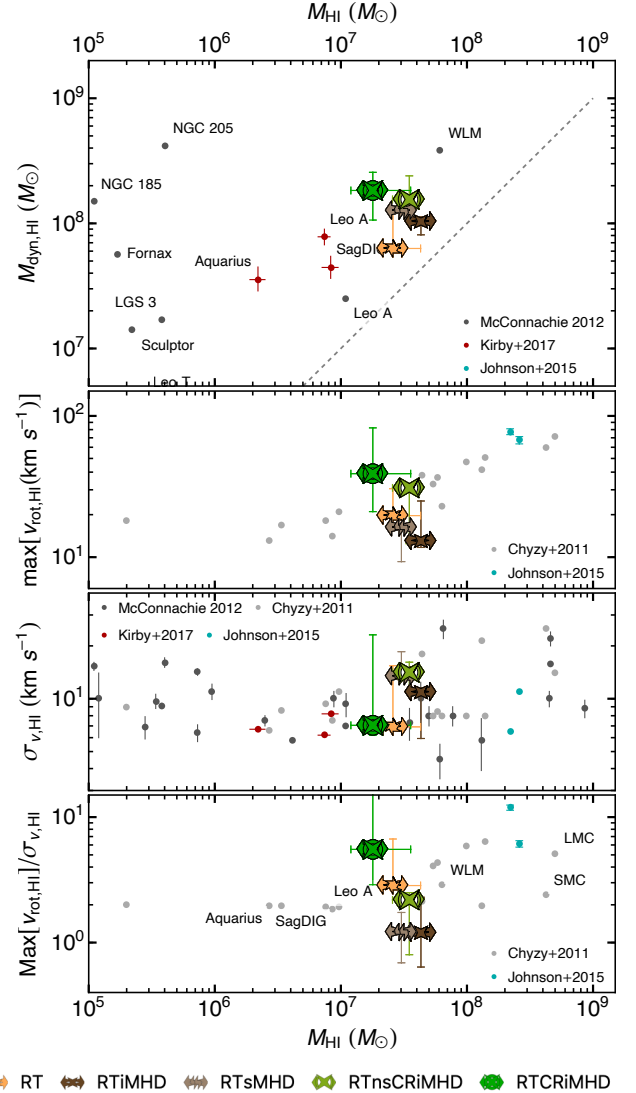 M_HI (M_⊙)
10^5 10^6 10^7 10^8 10^9
M_dyn,HI (M_⊙)
10^9
10^8
10^7
NGC 205
WLM
NGC 185
Leo A
Fornax
Aquarius
SagDI
LGS 3
Leo A
Sculptor
Leo T
McConnachie 2012
Kirby+2017
Johnson+2015
max[v_rot,HI(km s^−1)]
10^2
10^1
Chyzy+2011
Johnson+2015
σ_v,HI (km s^−1)
10^1
McConnachie 2012 Chyzy+2011
Kirby+2017 Johnson+2015
Max[v_rot,HI]/σ_v,HI
10^1
10^0
LMC
WLM
Leo A
SMC
Aquarius
SagDIG
Chyzy+2011
Johnson+2015
10^5 10^6 10^7 10^8 10^9
M_HI (M_⊙)
RT RTiMHD RTsMHD RTnsCRiMHD RTCRiMHD